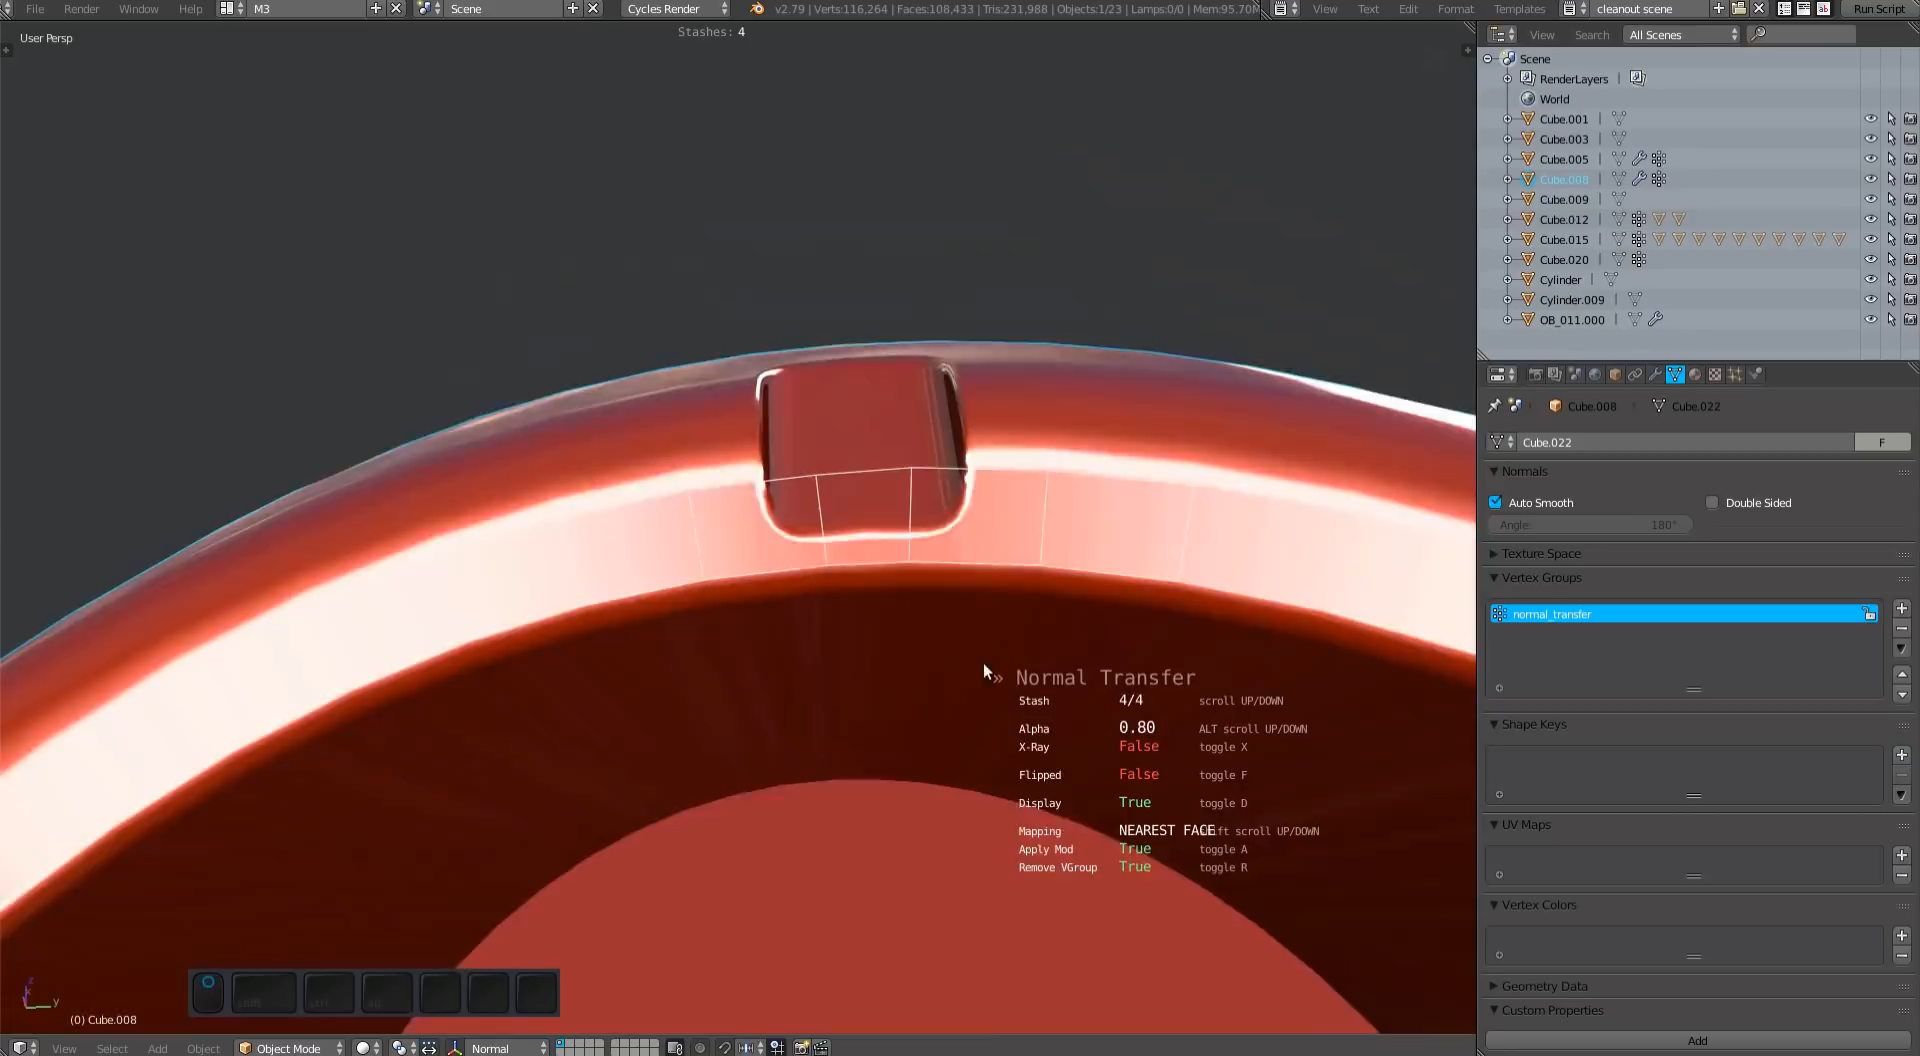 File Render Window Help M3 Scene Cycles Render v2.79 | Verts:116,264 | Faces:108,433 | Tris:231,988 | Objects:1/23 | Lamps:0/0 | Mem:95.70M View Text Edit Format Templates cleanout scene Run Script
User Persp
Stashes: 4
View Search All Scenes
Scene
RenderLayers
World
Cube.001
Cube.003
Cube.005
Cube.008
Cube.009
Cube.012
Cube.015
Cube.020
Cylinder
Cylinder.009
OB_011.000
Cube.008 Cube.022
Cube.022 F
Normals
Auto Smooth Double Sided
Angle: 180°
Texture Space
Vertex Groups
normal_transfer
Shape Keys
UV Maps
Vertex Colors
Geometry Data
Custom Properties
Add
» Normal Transfer
Stash 4/4 scroll UP/DOWN
Alpha 0.80 ALT scroll UP/DOWN
X-Ray False toggle X
Flipped False toggle F
Display True toggle D
Mapping NEAREST FACE scroll UP/DOWN
Apply Mod True toggle A
Remove VGroup True toggle R
z
y
(0) Cube.008
View Select Add Object Object Mode Normal